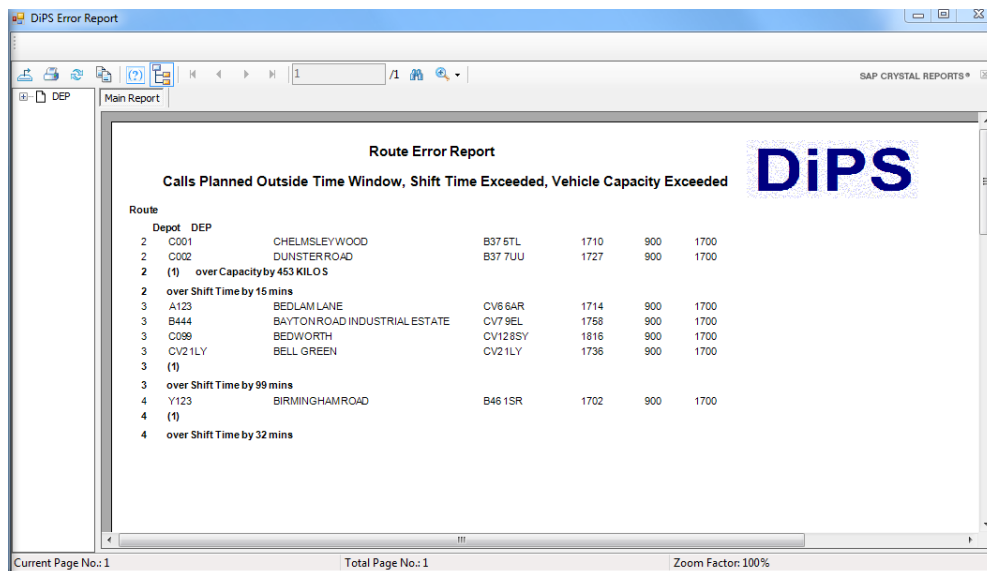 DiPS Error Report
1 /1
SAP CRYSTAL REPORTS®
DEP
Main Report
Route Error Report
DiPS
Calls Planned Outside Time Window, Shift Time Exceeded, Vehicle Capacity Exceeded
Route
Depot DEP
2 C001 CHELMSLEY WOOD B37 5TL 1710 900 1700
2 C002 DUNSTER ROAD B37 7UU 1727 900 1700
2 (1) over Capacity by 453 KILOS
2 over Shift Time by 15 mins
3 A123 BEDLAM LANE CV6 6AR 1714 900 1700
3 B444 BAYTON ROAD INDUSTRIAL ESTATE CV7 9EL 1758 900 1700
3 C099 BEDWORTH CV12 8SY 1816 900 1700
3 CV21LY BELL GREEN CV21LY 1736 900 1700
3 (1)
3 over Shift Time by 99 mins
4 Y123 BIRMINGHAM ROAD B46 1SR 1702 900 1700
4 (1)
4 over Shift Time by 32 mins
Current Page No.: 1 Total Page No.: 1 Zoom Factor: 100%